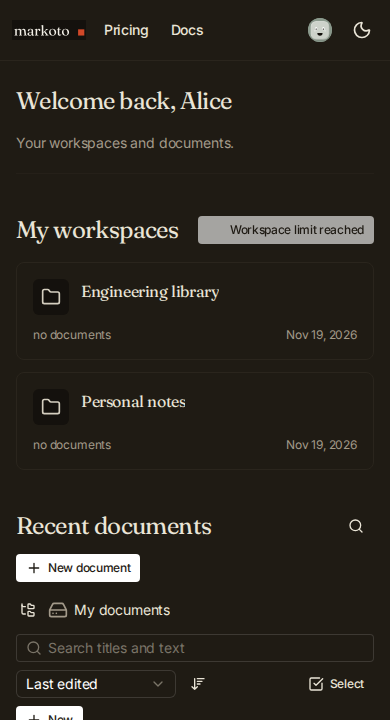 markoto
Pricing
Docs
Welcome back, Alice
Your workspaces and documents.
My workspaces
Workspace limit reached
Engineering library
no documents
Nov 19, 2026
Personal notes
no documents
Nov 19, 2026
Recent documents
New document
My documents
Search titles and text
Last edited
Select
New